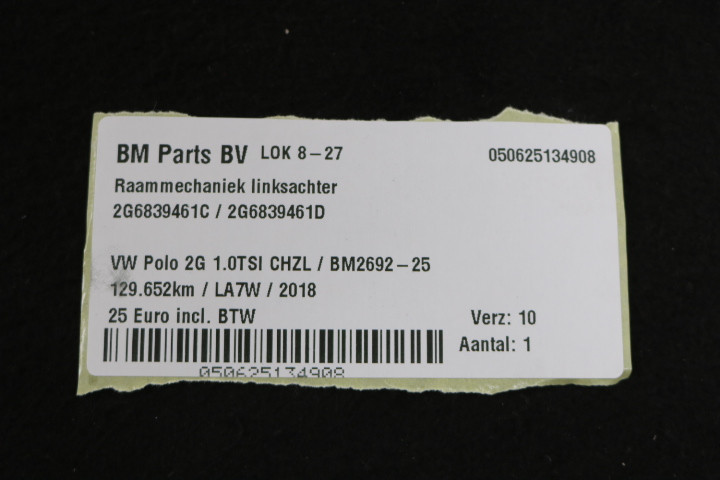 BM Parts BV LOK 8-27 050625134908
Raammechaniek linksachter
2G6839461C / 2G6839461D
VW Polo 2G 1.0TSI CHZL / BM2692-25
129.652km / LA7W / 2018
25 Euro incl. BTW Verz: 10
Aantal: 1
050625134908